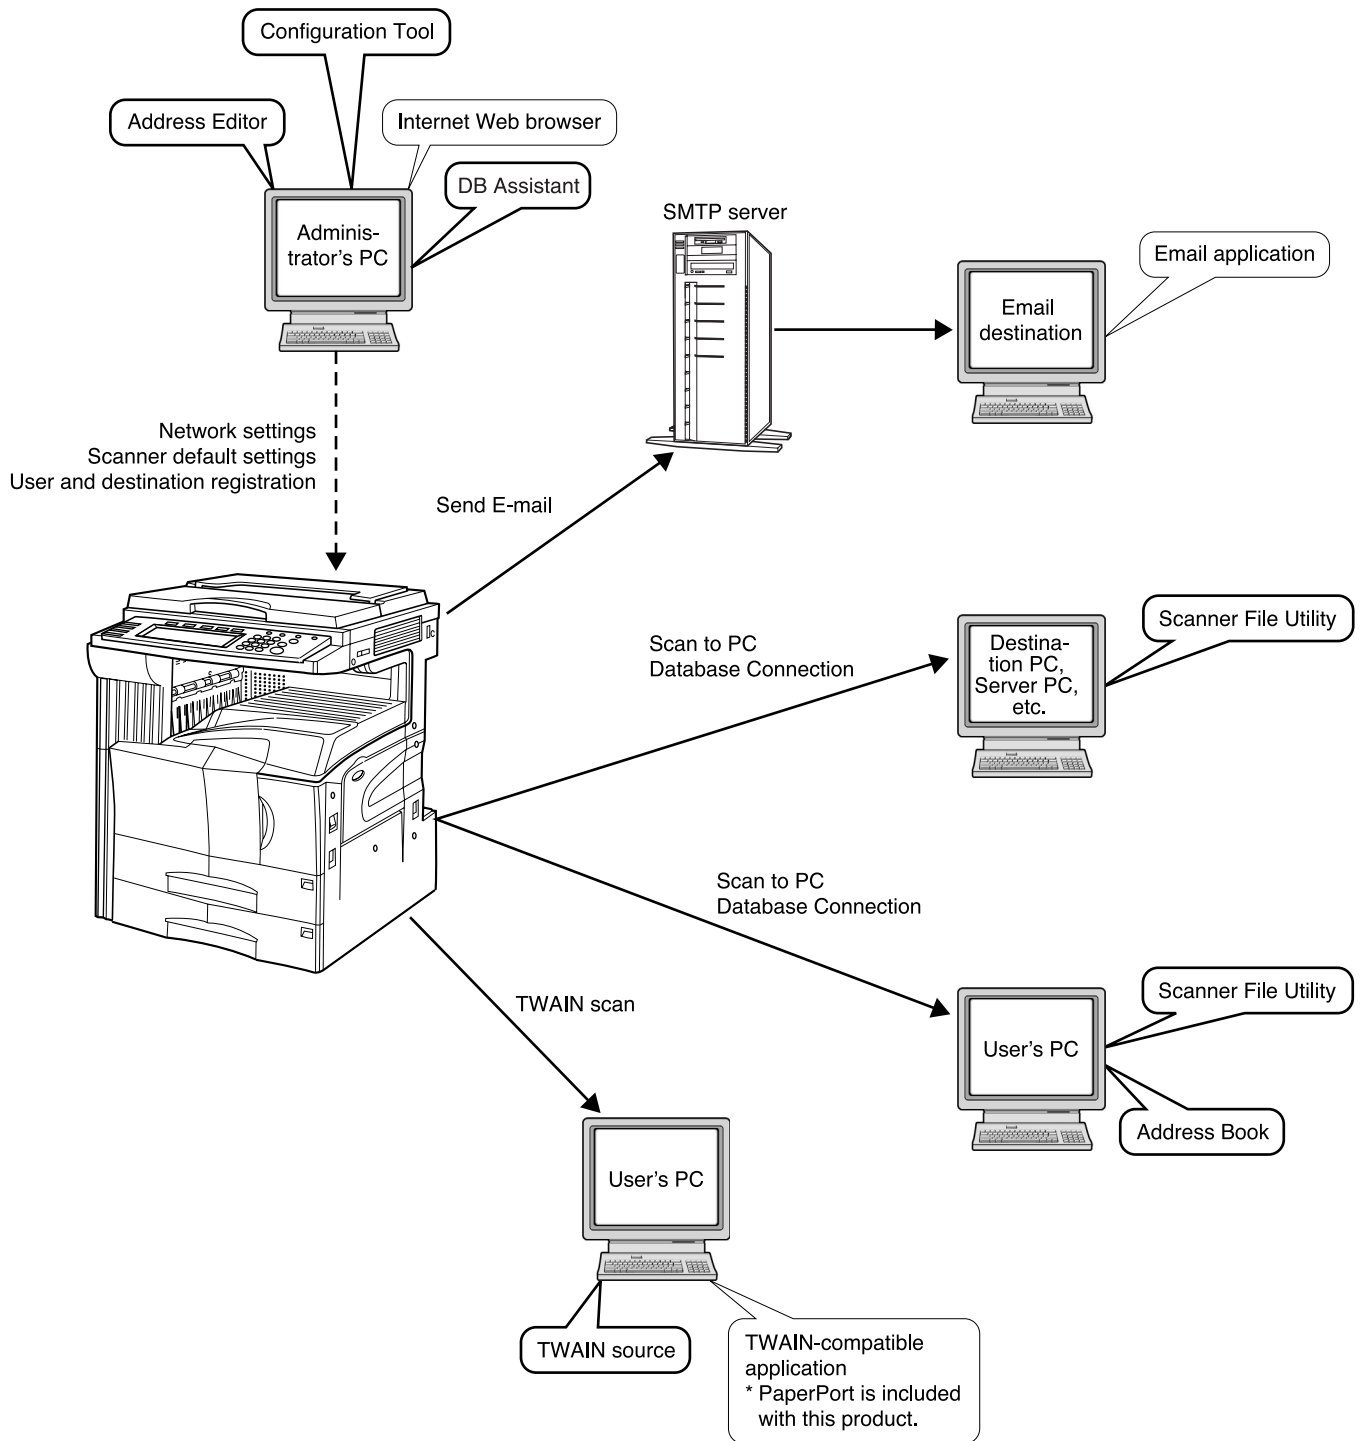 Configuration Tool
Address Editor
Internet Web browser
DB Assistant
Adminis-
trator's PC
SMTP server
Email application
Email
destination
Network settings
Scanner default settings
User and destination registration
Send E-mail
Scan to PC
Database Connection
Scanner File Utility
Destina-
tion PC,
Server PC,
etc.
Scan to PC
Database Connection
TWAIN scan
Scanner File Utility
User's PC
Address Book
User's PC
TWAIN source
TWAIN-compatible
application
* PaperPort is included
with this product.